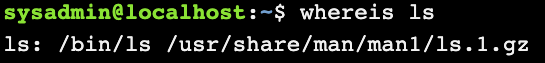 sysadmin@localhost:~$ whereis ls
ls: /bin/ls /usr/share/man/man1/ls.1.gz